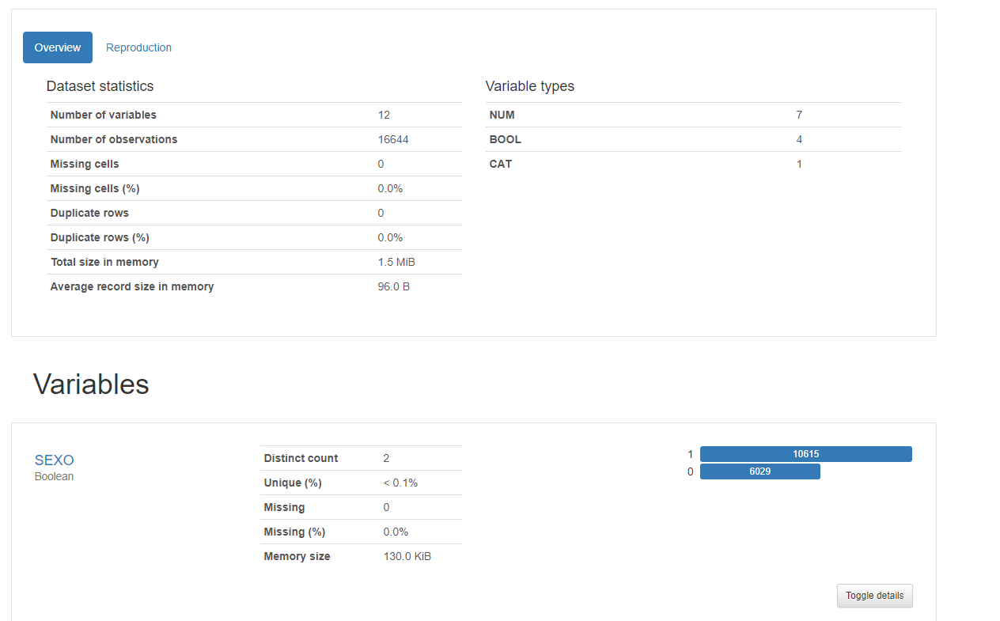 Overview Reproduction
Dataset statistics
Number of variables 12
Number of observations 16644
Missing cells 0
Missing cells (%) 0.0%
Duplicate rows 0
Duplicate rows (%) 0.0%
Total size in memory 1.5 MiB
Average record size in memory 96.0 B
Variable types
NUM 7
BOOL 4
CAT 1
Variables
SEXO
Boolean
Distinct count 2
Unique (%) < 0.1%
Missing 0
Missing (%) 0.0%
Memory size 130.0 KiB
1 10615
0 6029
Toggle details